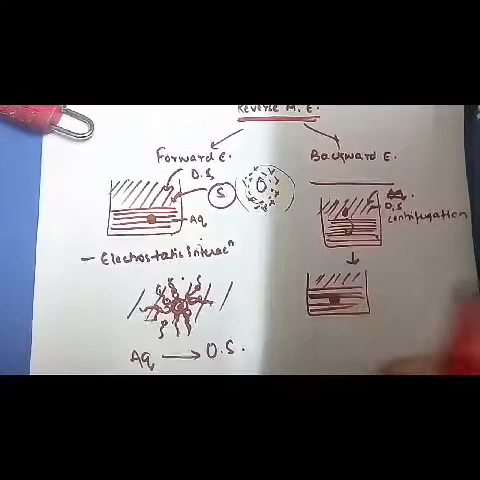 Reverse M.E.
Forward E.
Backward E.
O.S
S
Aq
O.S
centrifugation
- Electrostatic Interacⁿ
Aq → O.S.